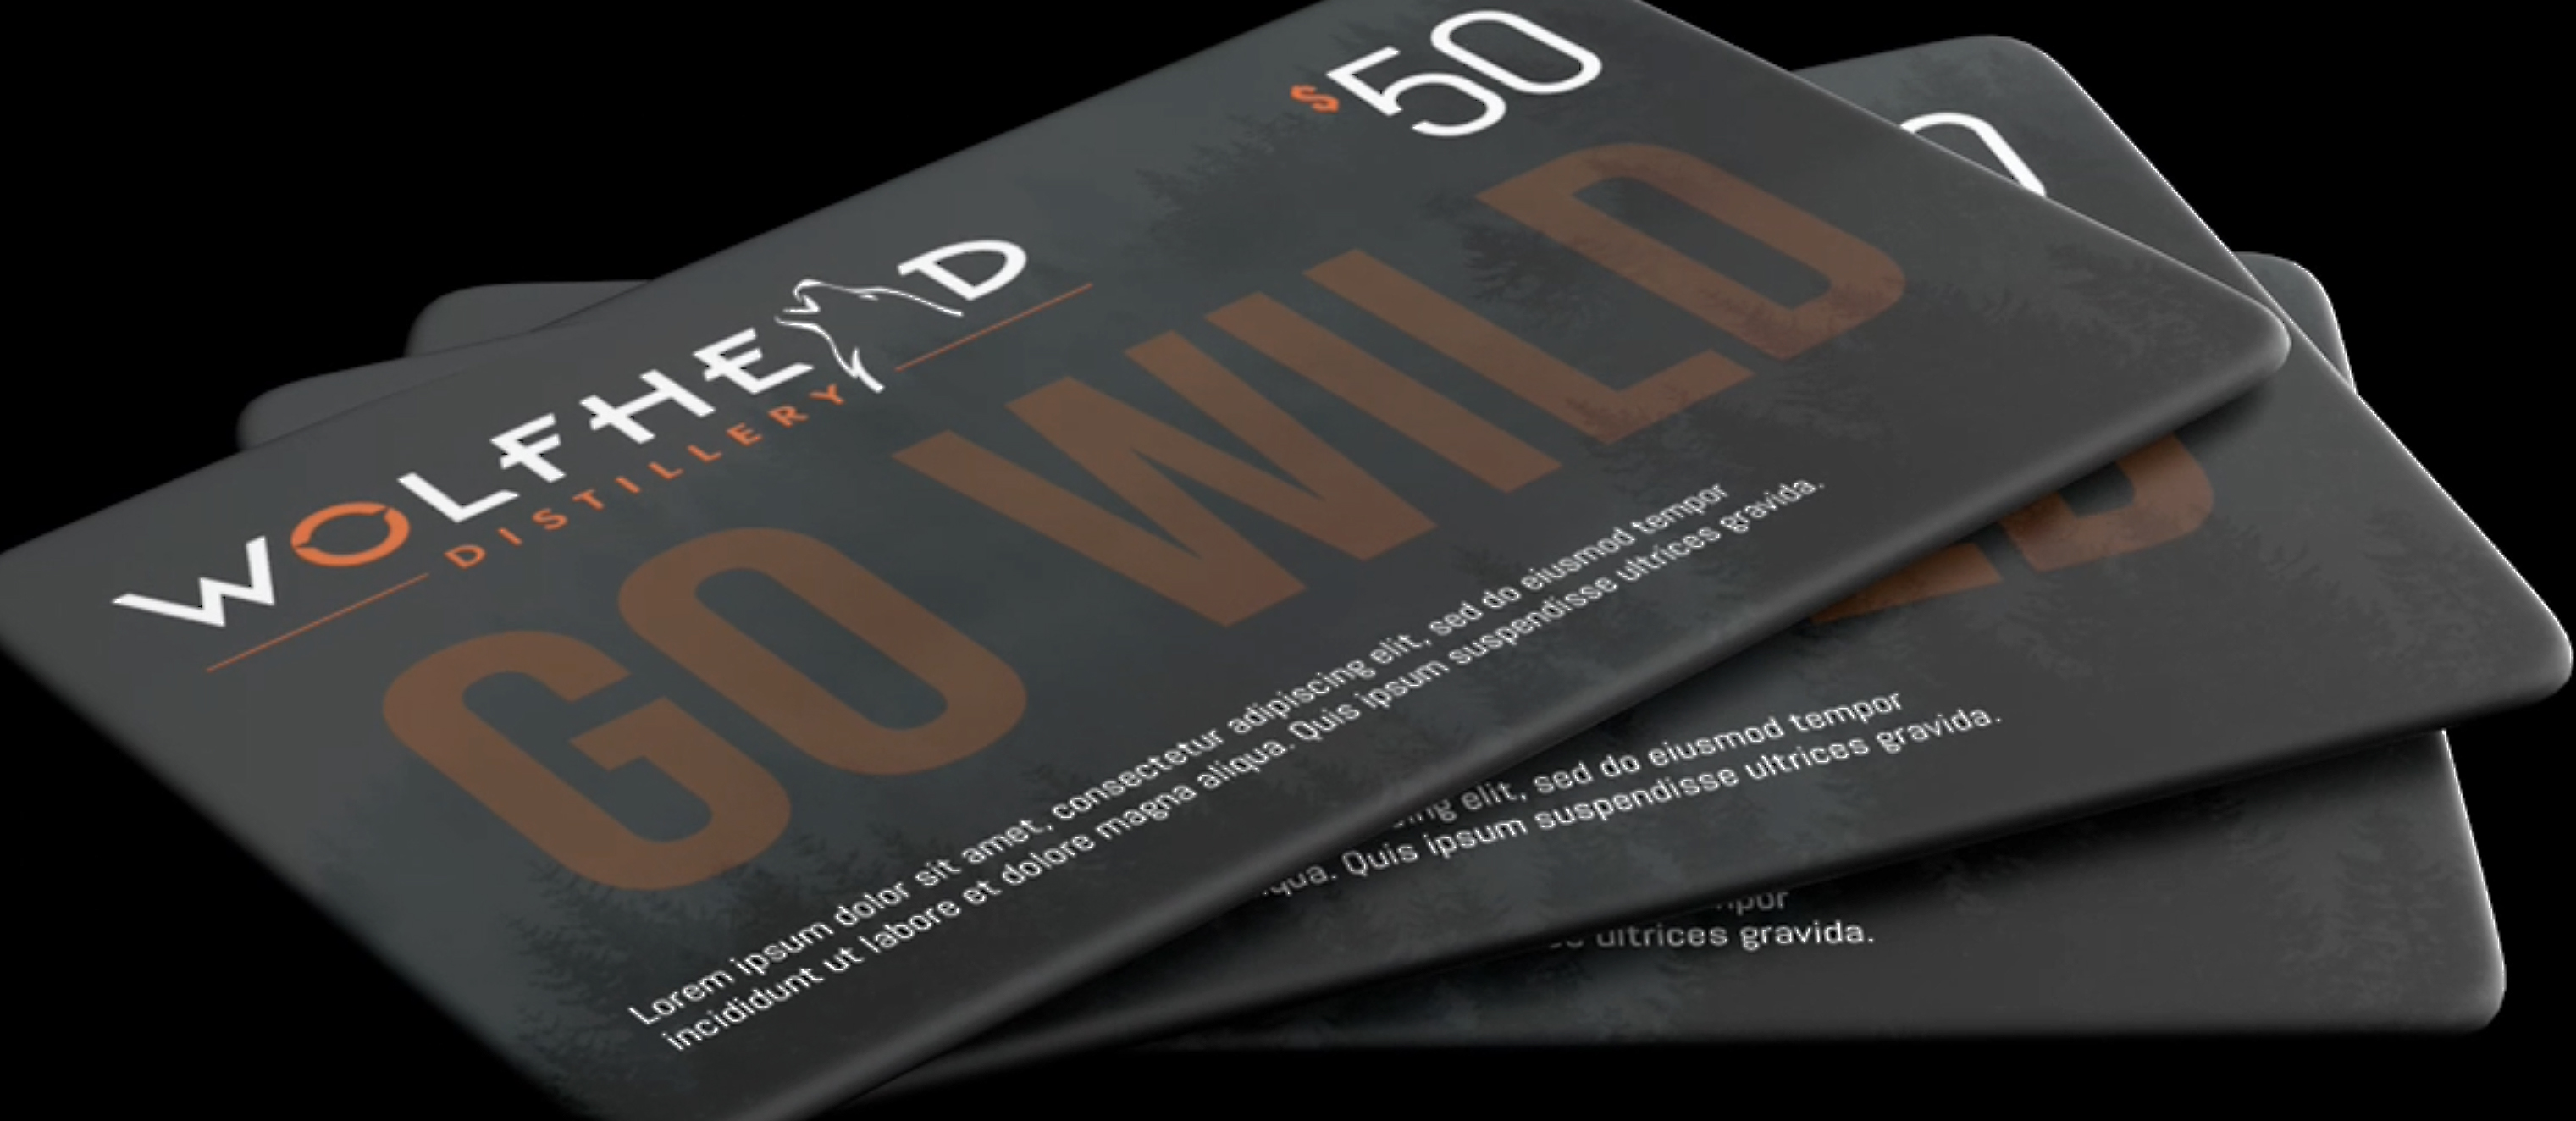 $50
WOLFHEAD
DISTILLERY
GO WILD
Lorem ipsum dolor sit amet, consectetur adipiscing elit, sed do eiusmod tempor
incididunt ut labore et dolore magna aliqua. Quis ipsum suspendisse ultrices gravida.
0
LD
elit, sed do eiusmod tempor
Quis ipsum suspendisse ultrices gravida.
ultrices gravida.